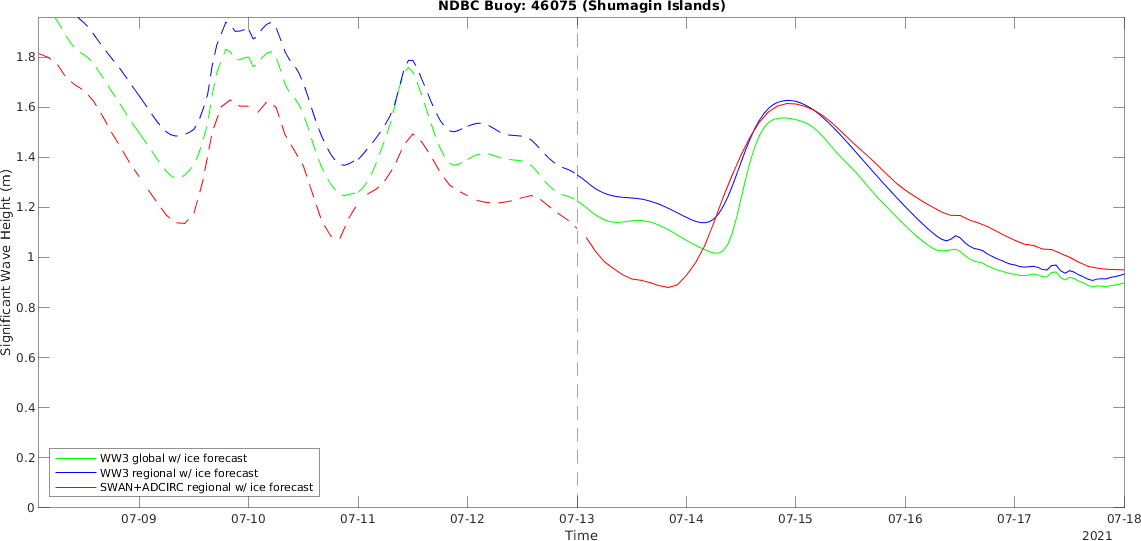 NDBC Buoy: 46075 (Shumagin Islands)
Significant Wave Height (m)
1.8
1.6
1.4
1.2
1
0.8
0.6
0.4
0.2
0
WW3 global w/ ice forecast
WW3 regional w/ ice forecast
SWAN+ADCIRC regional w/ ice forecast
07-09 07-10 07-11 07-12 07-13 07-14 07-15 07-16 07-17 07-18
Time
2021